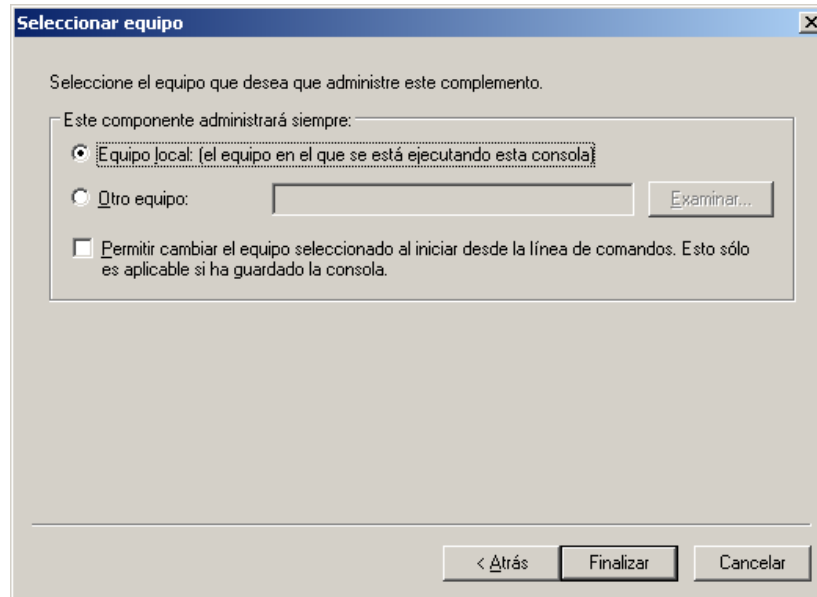 Seleccionar equipo
Seleccione el equipo que desea que administre este complemento.
Este componente administrará siempre:
Equipo local: (el equipo en el que se está ejecutando esta consola)
Otro equipo:
Examinar...
Permitir cambiar el equipo seleccionado al iniciar desde la línea de comandos. Esto sólo
es aplicable si ha guardado la consola.
< Atrás
Finalizar
Cancelar